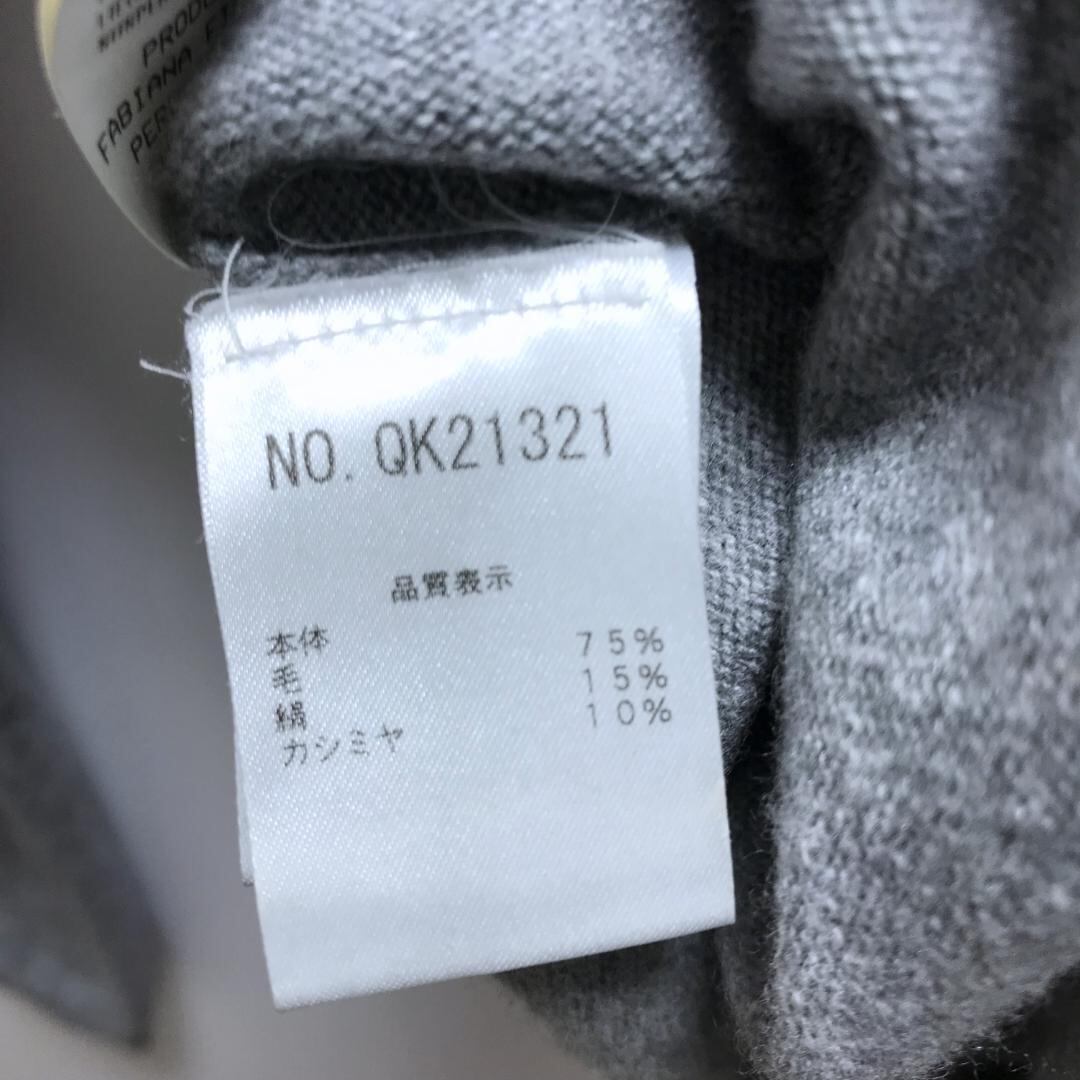 PROD
FABIANA FI
PER
NO. QK21321
品質表示
本体 75%
毛 15%
絹 10%
カシミヤ